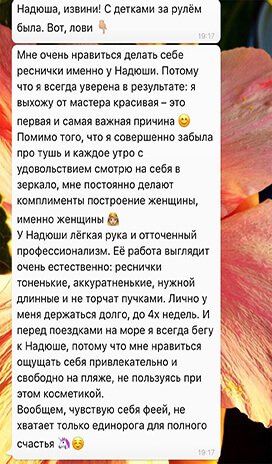 Надюша, извини! С детками за рулём
была. Вот, лови 👇🏼
19:17
Мне очень нравиться делать себе
реснички именно у Надюши. Потому
что я всегда уверена в результате: я
выхожу от мастера красивая – это
первая и самая важная причина 😊
Помимо того, что я совершенно забыла
про тушь и каждое утро с
удовольствием смотрю на себя в
зеркало, мне постоянно делают
комплименты построение женщины,
именно женщины 👸🏼
У Надюши лёгкая рука и отточенный
профессионализм. Её работа выглядит
очень естественно: реснички
тоненькие, аккуратненькие, нужной
длинные и не торчат пучками. Лично у
меня держаться долго, до 4х недель. И
перед поездками на море я всегда бегу
к Надюше, потому что мне нравиться
ощущать себя привлекательно и
свободно на пляже, не пользуясь при
этом косметикой.
Вообщем, чувствую себя феей, не
хватает только единорога для полного
счастья 🦄☺️
19:17